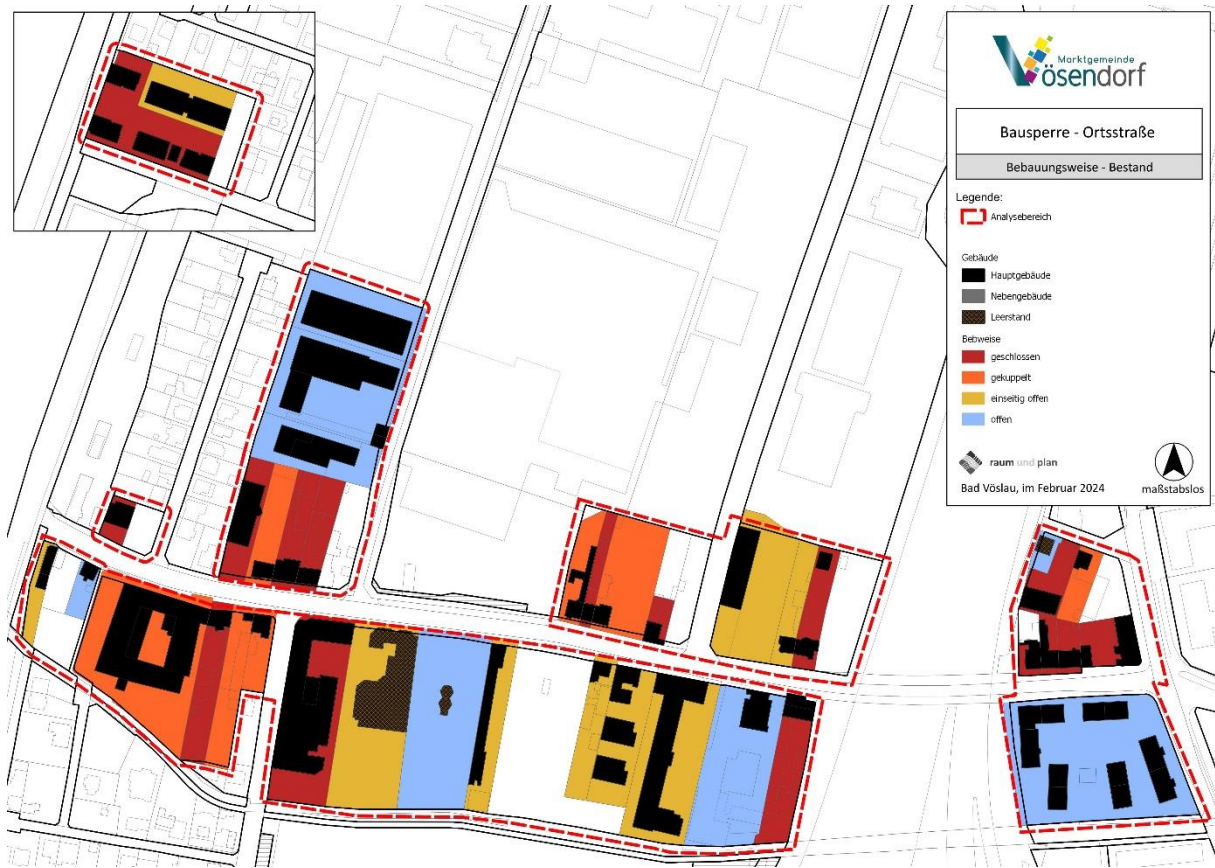 Marktgemeinde
Vösendorf
Bausperre - Ortsstraße
Bebauungsweise - Bestand
Legende:
Analysebereich
Gebäude
Hauptgebäude
Nebengebäude
Leerstand
Bebweise
geschlossen
gekuppelt
einseitig offen
offen
raum und plan
Bad Vöslau, im Februar 2024
maßstabslos